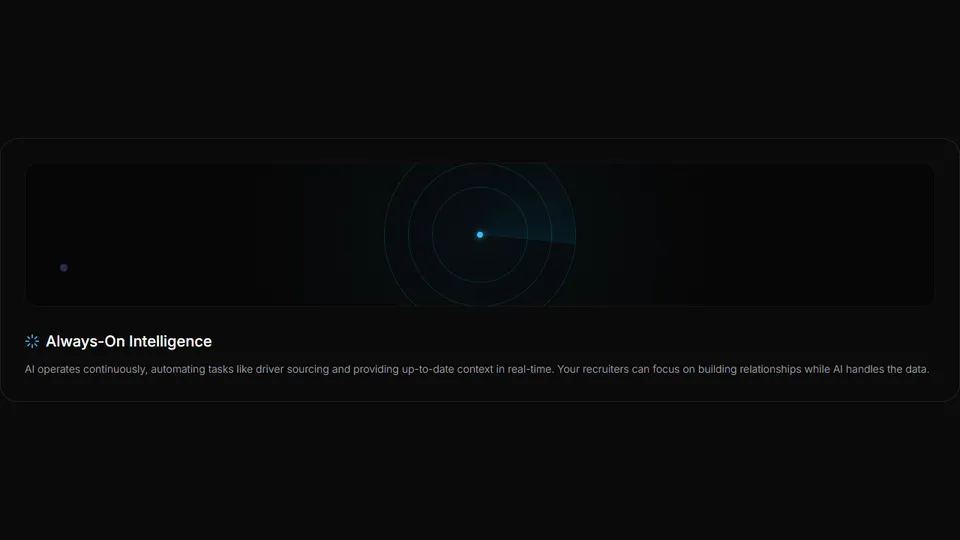 Always-On Intelligence
AI operates continuously, automating tasks like driver sourcing and providing up-to-date context in real-time. Your recruiters can focus on building relationships while AI handles the data.